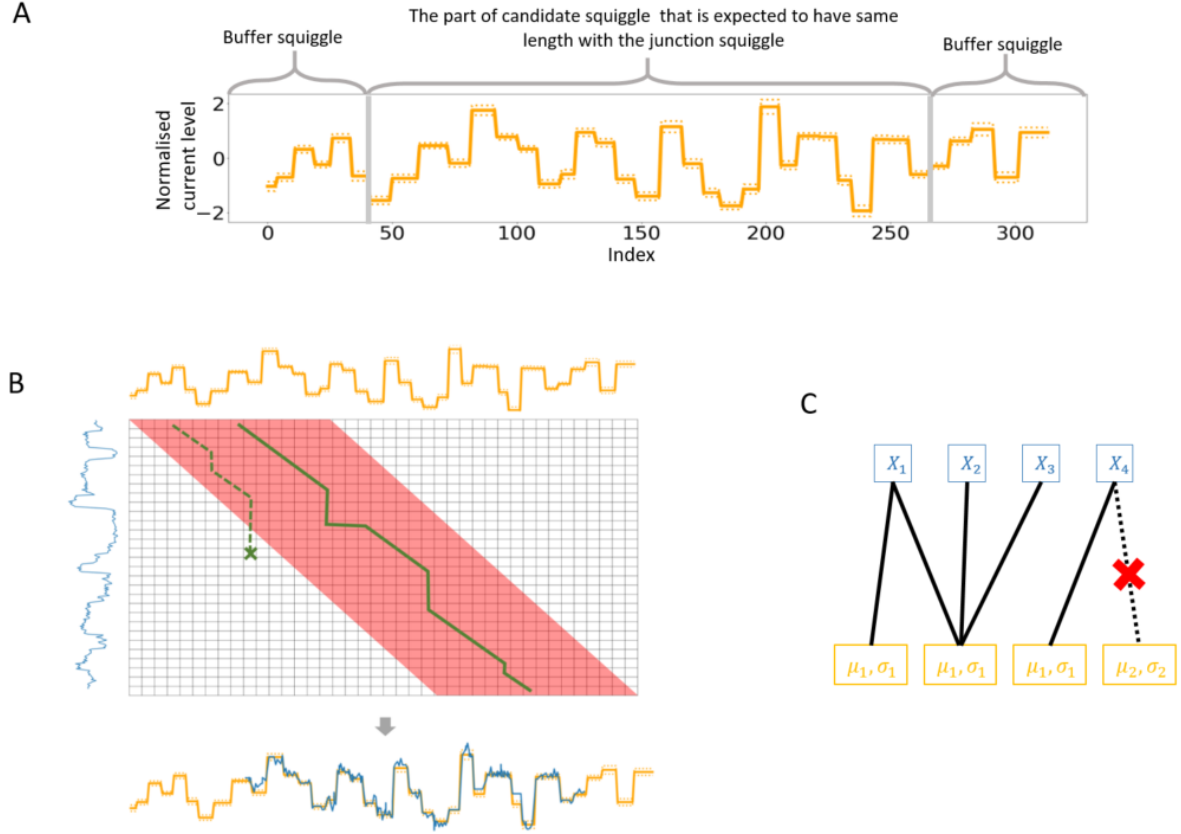 A
The part of candidate squiggle that is expected to have same
length with the junction squiggle
Buffer squiggle
Buffer squiggle
Normalised
current level
2
0
−2
0 50 100 150 200 250 300
Index
B
C
X₁ X₂ X₃ X₄
μ₁, σ₁ μ₁, σ₁ μ₁, σ₁ μ₂, σ₂